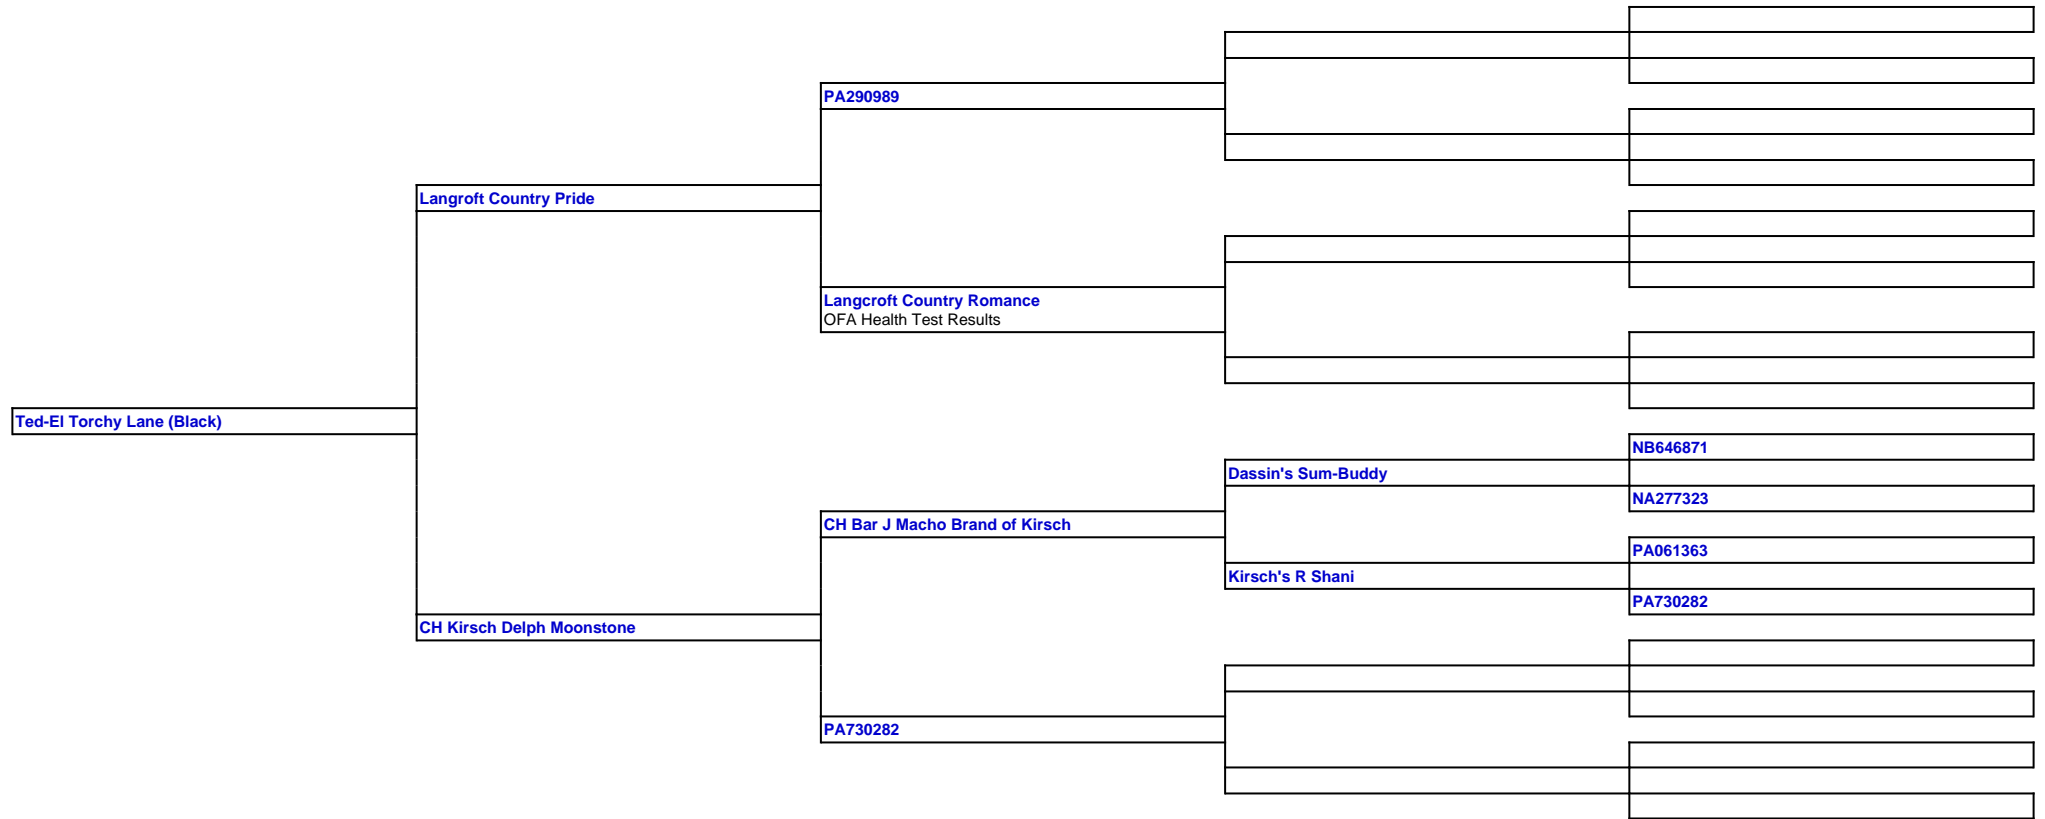 PA290989
Langroft Country Pride
Langcroft Country Romance
OFA Health Test Results
Ted-El Torchy Lane (Black)
NB646871
Dassin's Sum-Buddy
NA277323
CH Bar J Macho Brand of Kirsch
PA061363
Kirsch's R Shani
PA730282
CH Kirsch Delph Moonstone
PA730282